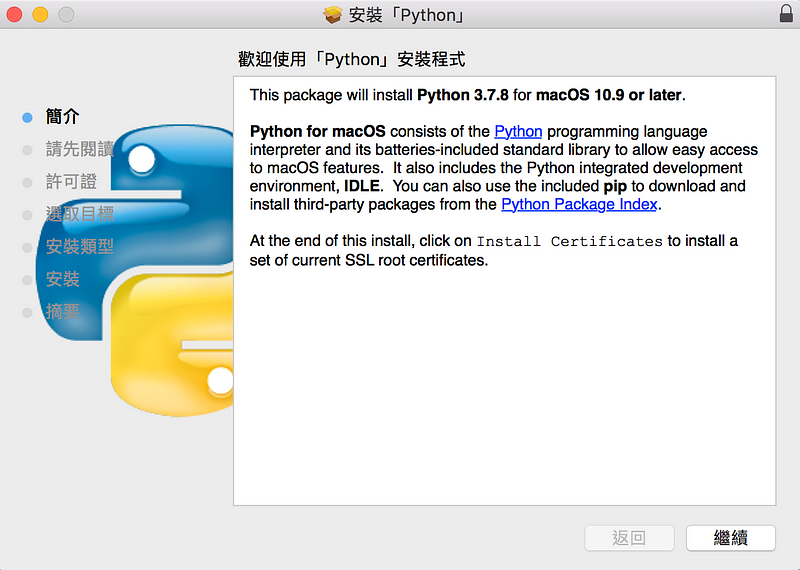 安裝「Python」
歡迎使用「Python」安裝程式
簡介
請先閱讀
許可證
選取目標
安裝類型
安裝
摘要
This package will install Python 3.7.8 for macOS 10.9 or later.
Python for macOS consists of the Python programming language
interpreter and its batteries-included standard library to allow easy access
to macOS features. It also includes the Python integrated development
environment, IDLE. You can also use the included pip to download and
install third-party packages from the Python Package Index.
At the end of this install, click on Install Certificates to install a
set of current SSL root certificates.
返回
繼續